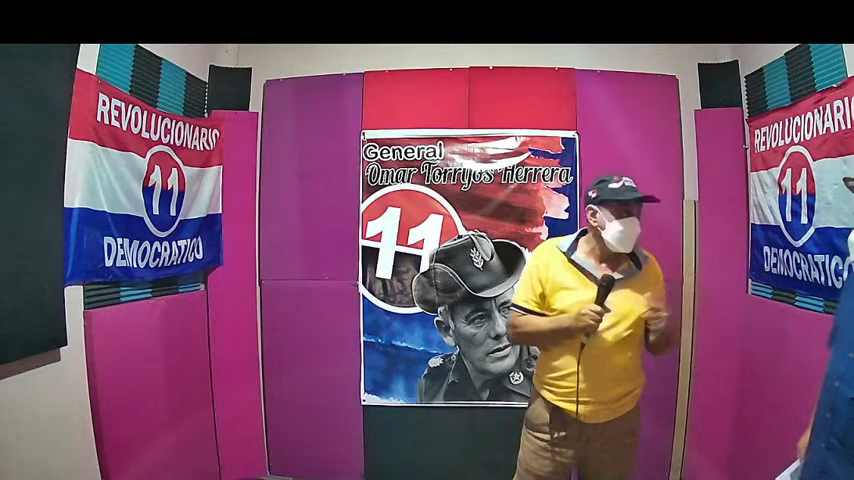 REVOLUCIONARIO
11
DEMOCRATICO
General
Omar Torrijos Herrera
11
REVOLUCIONARIO
11
DEMOCRATICO